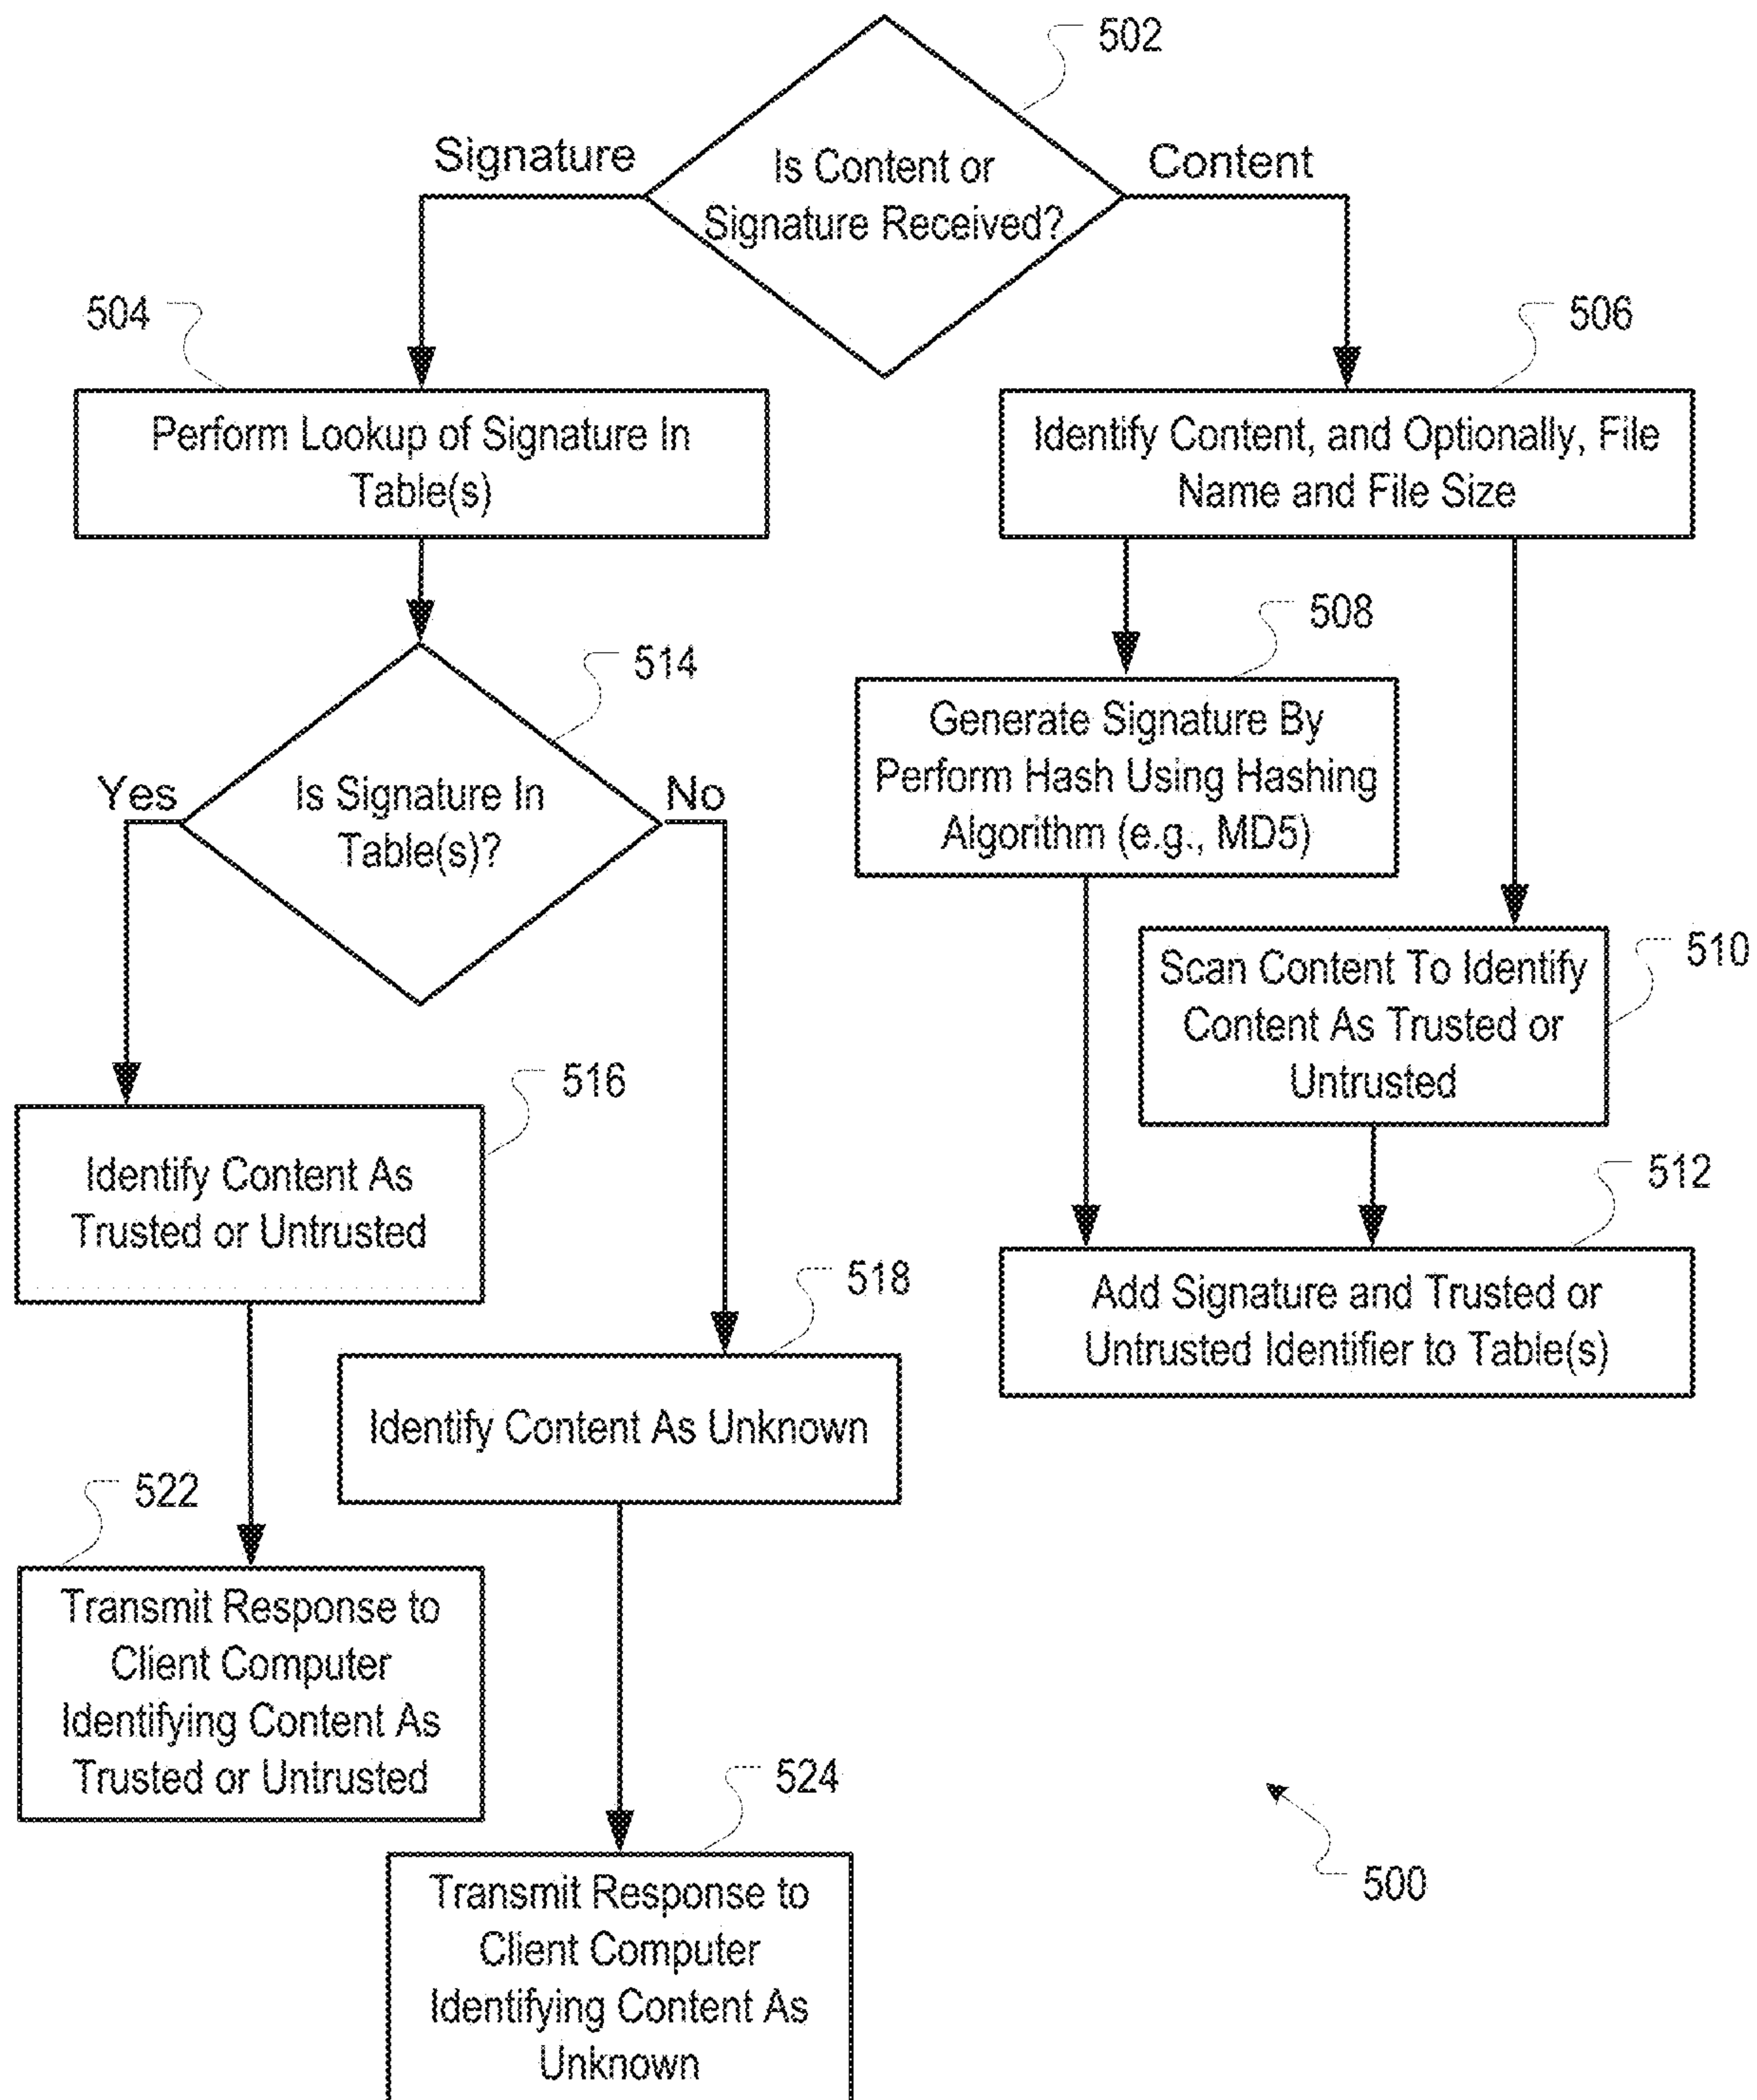 502
Signature
Content
Is Content or
Signature Received?
504
506
Perform Lookup of Signature In
Table(s)
Identify Content, and Optionally, File
Name and File Size
508
514
Generate Signature By
Perform Hash Using Hashing
Algorithm (e.g., MD5)
Yes
No
Is Signature In
Table(s)?
510
Scan Content To Identify
Content As Trusted or
Untrusted
516
Identify Content As
Trusted or Untrusted
512
Add Signature and Trusted or
Untrusted Identifier to Table(s)
518
Identify Content As Unknown
522
Transmit Response to
Client Computer
Identifying Content As
Trusted or Untrusted
524
Transmit Response to
Client Computer
Identifying Content As
Unknown
500